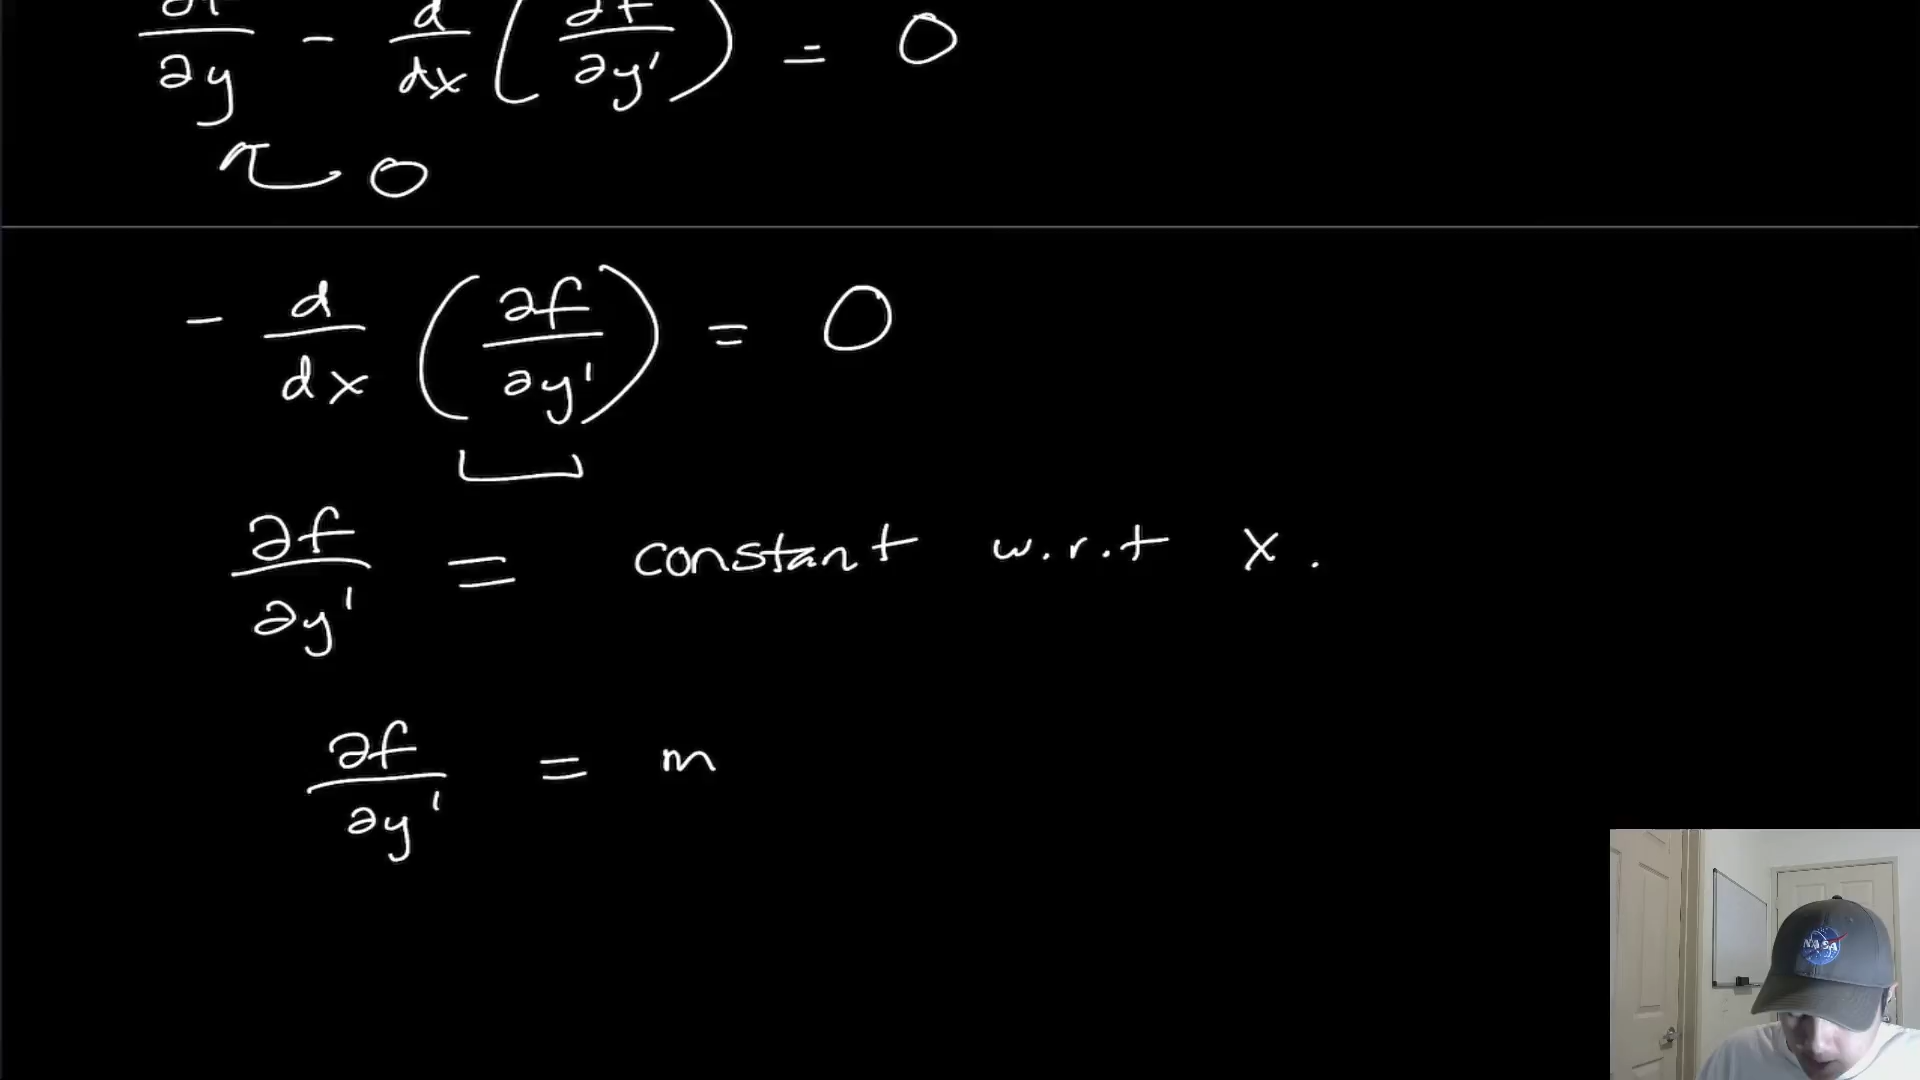 ∂f/∂y - d/dx (∂f/∂y') = 0
0
- d/dx (∂f/∂y') = 0
∂f/∂y' = constant w.r.t x.
∂f/∂y' = m
NASA